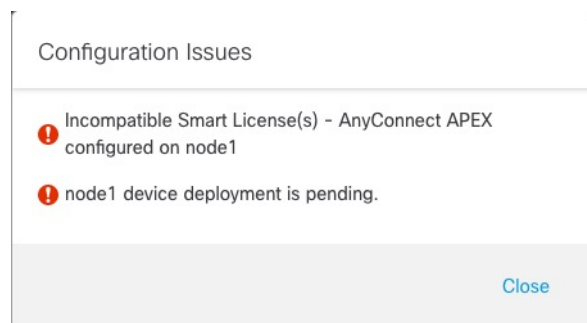 Configuration Issues
Incompatible Smart License(s) - AnyConnect APEX
configured on node1
node1 device deployment is pending.
Close